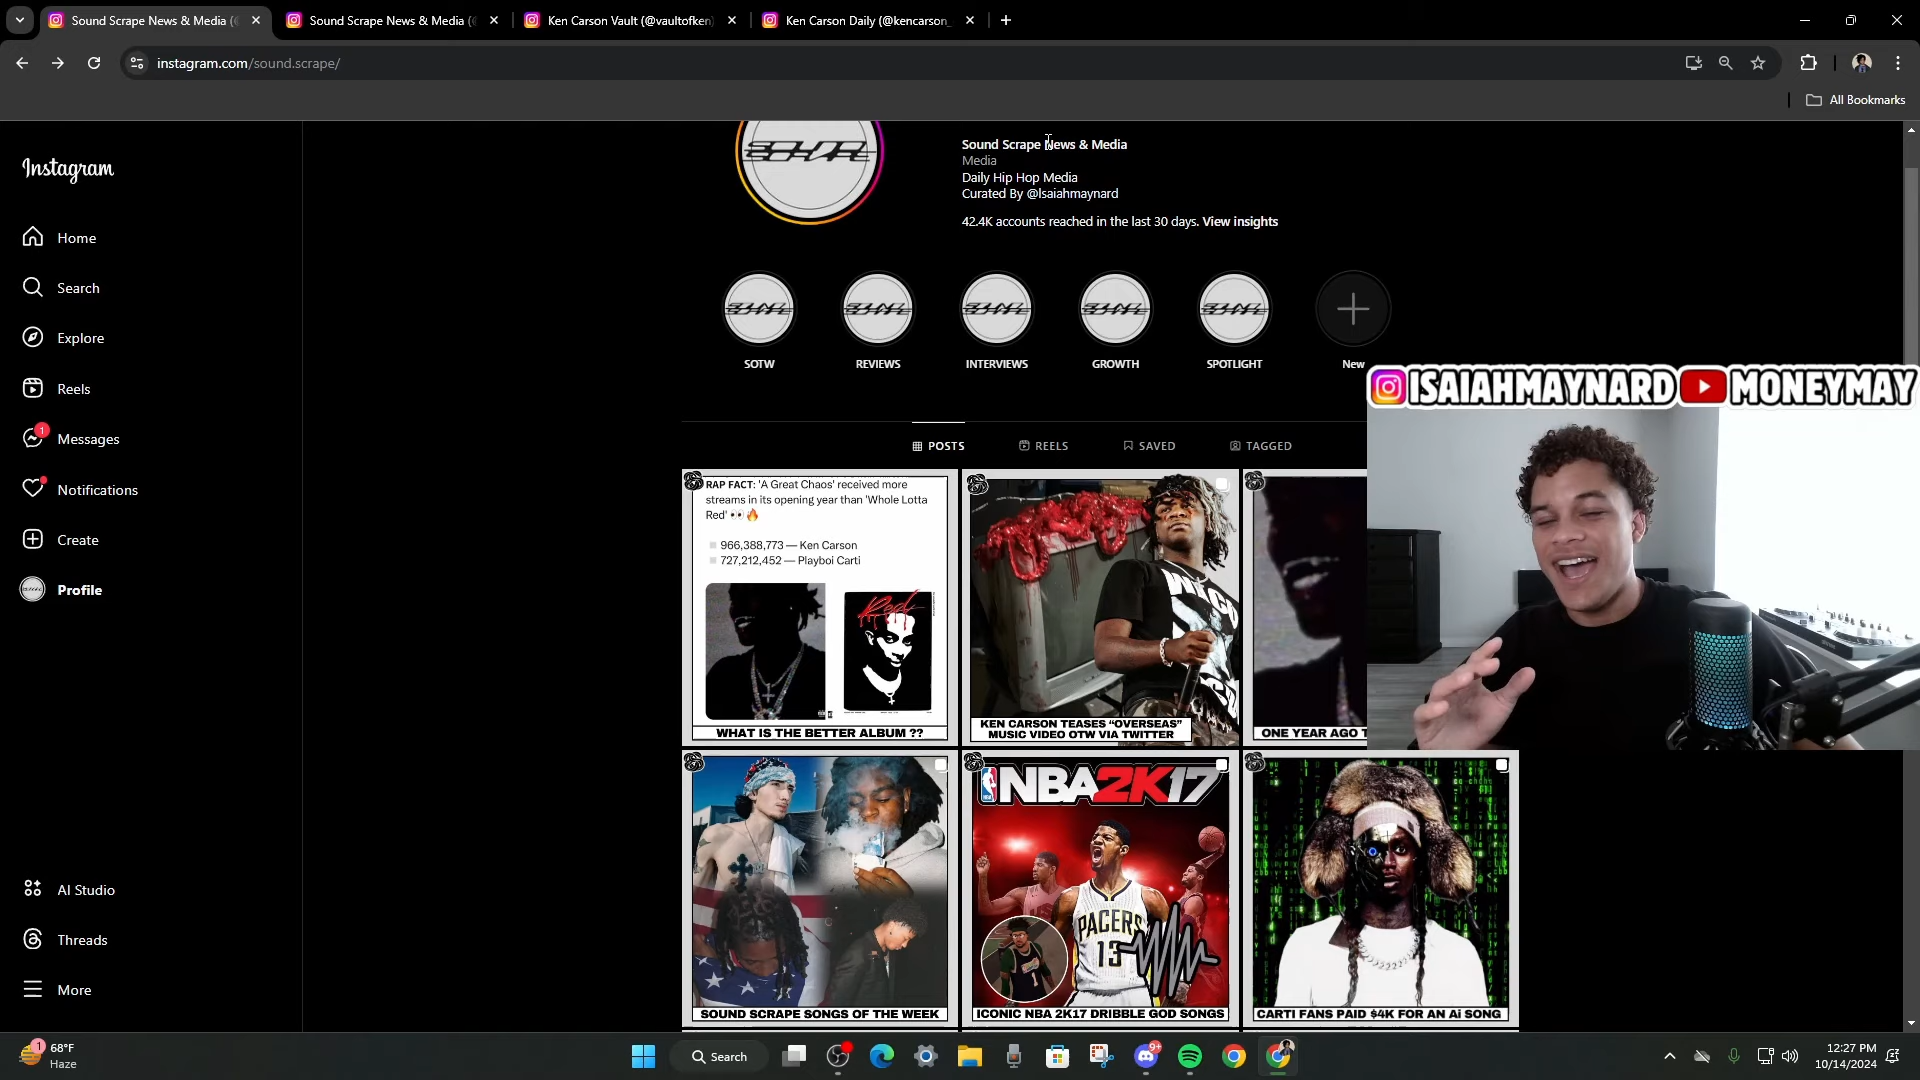 Sound Scrape News & Media (
Sound Scrape News & Media (
Ken Carson Vault (@vaultofken
Ken Carson Daily (@kencarson_
instagram.com/sound.scrape/
All Bookmarks
Instagram
Home
Search
Explore
Reels
1
Messages
Notifications
Create
Profile
AI Studio
Threads
More
Sound Scrape News & Media
Media
Daily Hip Hop Media
Curated By @Isaiahmaynard
42.4K accounts reached in the last 30 days. View insights
SOTW
REVIEWS
INTERVIEWS
GROWTH
SPOTLIGHT
New
ISAIAHMAYNARD MONEYMAY
POSTS
REELS
SAVED
TAGGED
RAP FACT: 'A Great Chaos' received more
streams in its opening year than 'Whole Lotta
Red' 👀🔥
966,388,773 — Ken Carson
727,212,452 — Playboi Carti
Red
WHAT IS THE BETTER ALBUM ??
KEN CARSON TEASES “OVERSEAS”
MUSIC VIDEO OTW VIA TWITTER
ONE YEAR AGO T
SOUND SCRAPE SONGS OF THE WEEK
NBA2K17
PACERS
13
1
ICONIC NBA 2K17 DRIBBLE GOD SONGS
CARTI FANS PAID $4K FOR AN Ai SONG
1
68°F
Haze
Search
9+
12:27 PM
10/14/2024